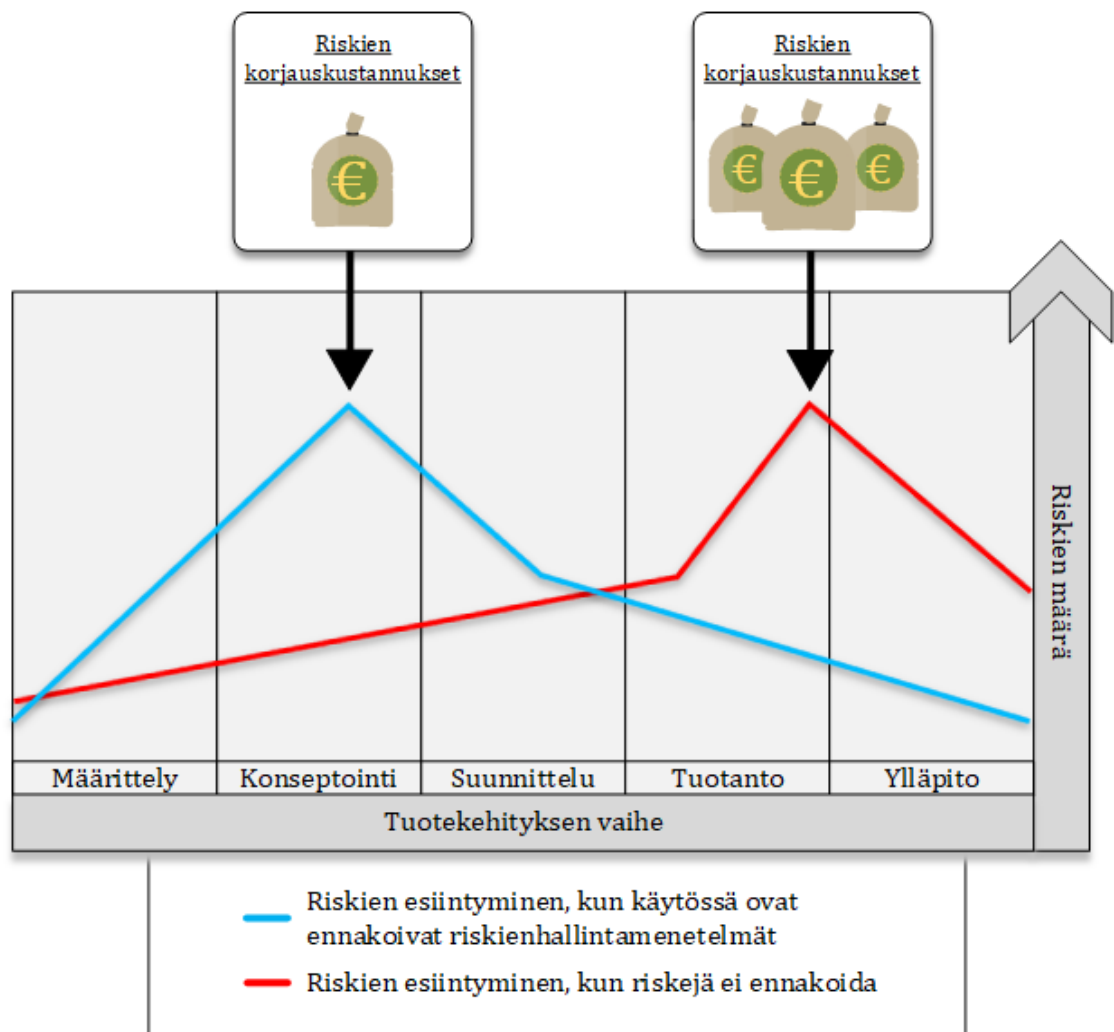 Riskien
korjauskustannukset
€
Riskien
korjauskustannukset
€ € €
Riskien määrä
Määrittely Konseptointi Suunnittelu Tuotanto Ylläpito
Tuotekehityksen vaihe
Riskien esiintyminen, kun käytössä ovat
ennakoivat riskienhallintamenetelmät
Riskien esiintyminen, kun riskejä ei ennakoida